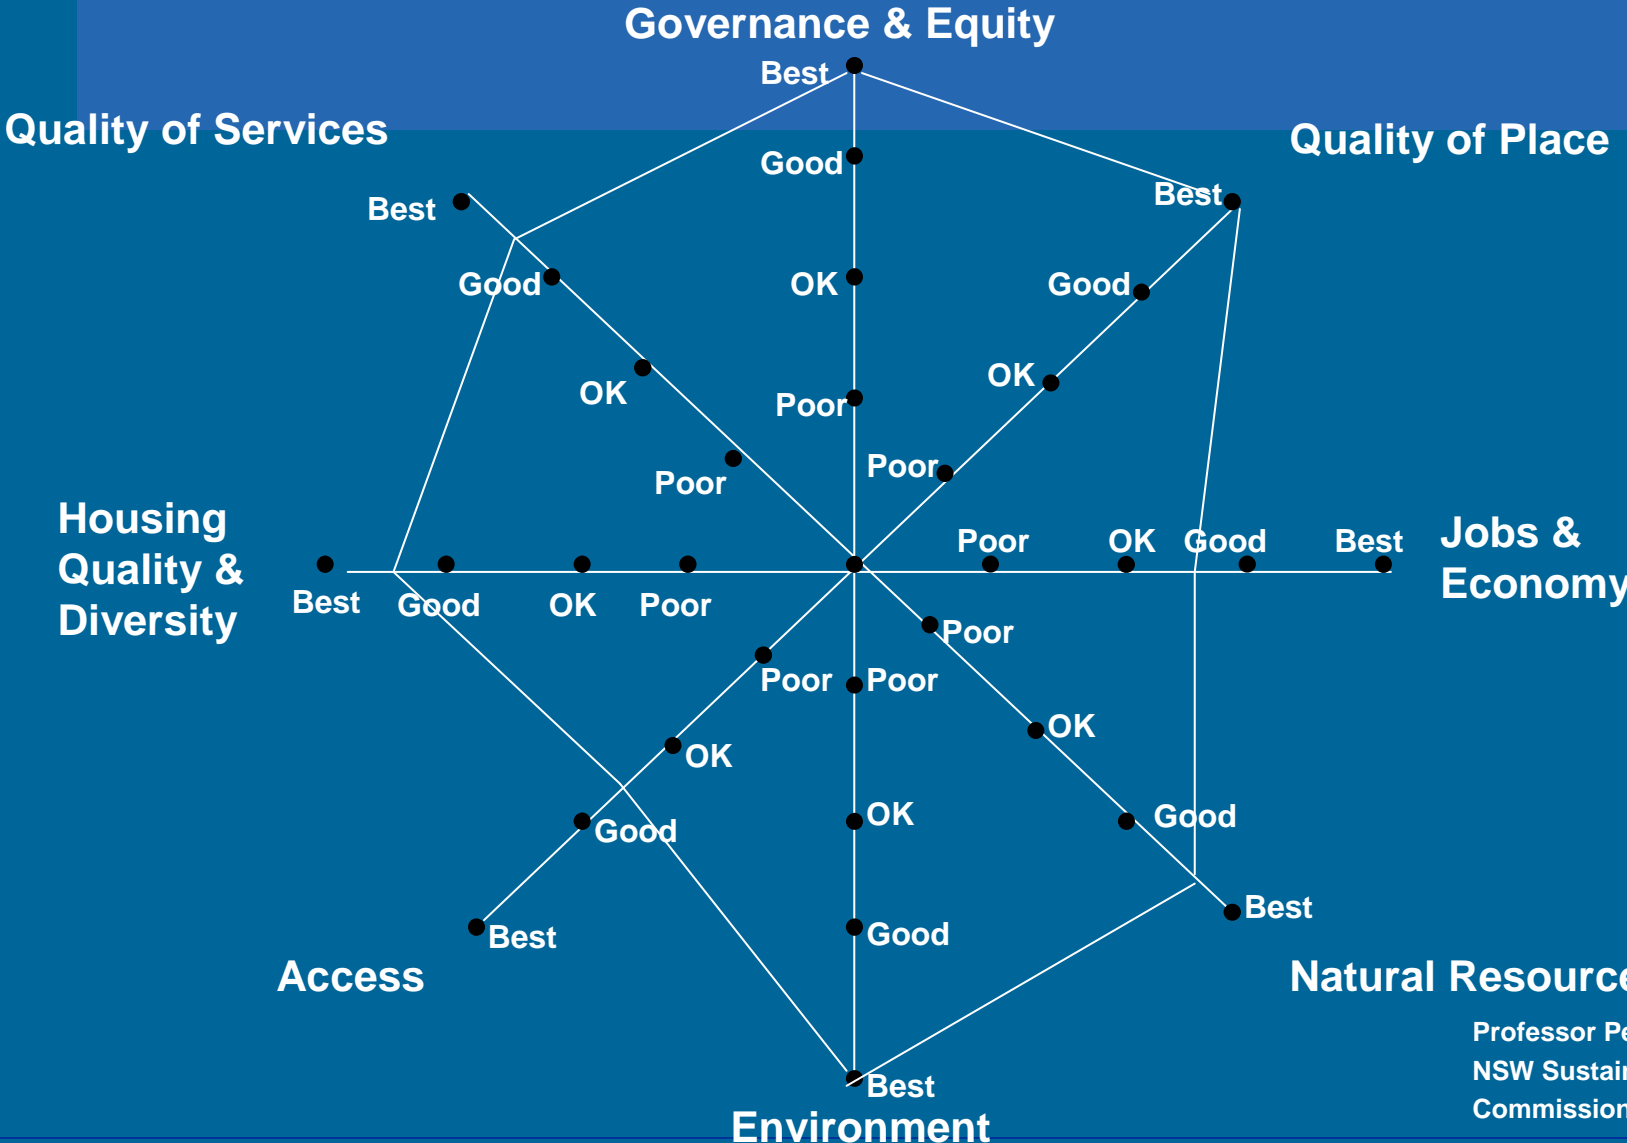 Governance & Equity
Best
Quality of Services
Quality of Place
Good
Best
Best
Good
OK
Good
OK
OK
Poor
Poor
Poor
Housing
Quality &
Diversity
Poor
OK
Good
Best
Jobs &
Economy
Best
Good
OK
Poor
Poor
Poor
Poor
OK
OK
OK
Good
Good
Best
Good
Best
Access
Natural
Professor
NSW
Best
Environment